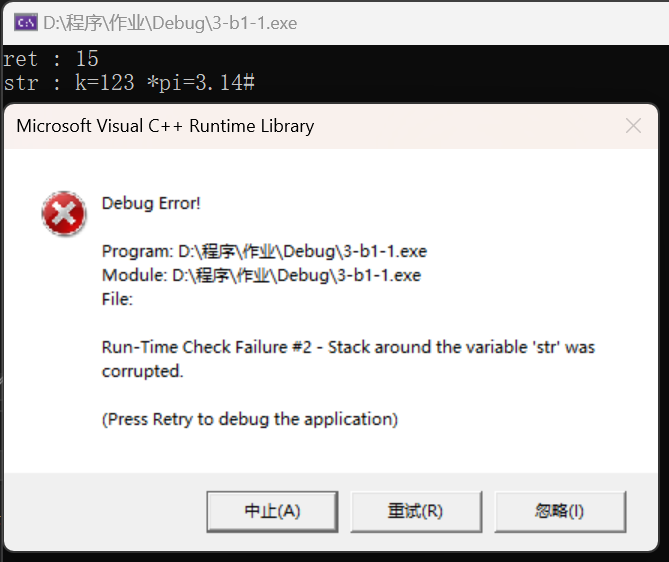 D:\程序\作业\Debug\3-b1-1.exe
ret : 15
str : k=123 *pi=3.14#
Microsoft Visual C++ Runtime Library
Debug Error!
Program: D:\程序\作业\Debug\3-b1-1.exe
Module: D:\程序\作业\Debug\3-b1-1.exe
File:
Run-Time Check Failure #2 - Stack around the variable 'str' was
corrupted.
(Press Retry to debug the application)
中止(A)
重试(R)
忽略(I)